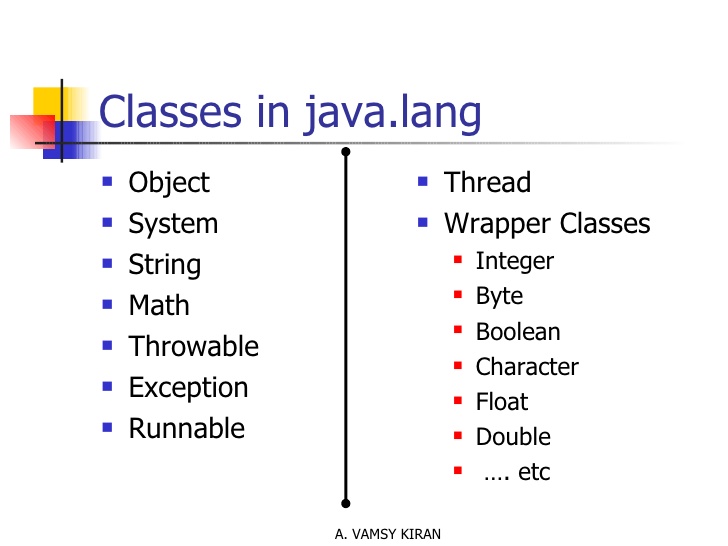 Classes in java.lang
Object
System
String
Math
Throwable
Exception
Runnable
Thread
Wrapper Classes
Integer
Byte
Boolean
Character
Float
Double
…. etc
A. VAMSY KIRAN